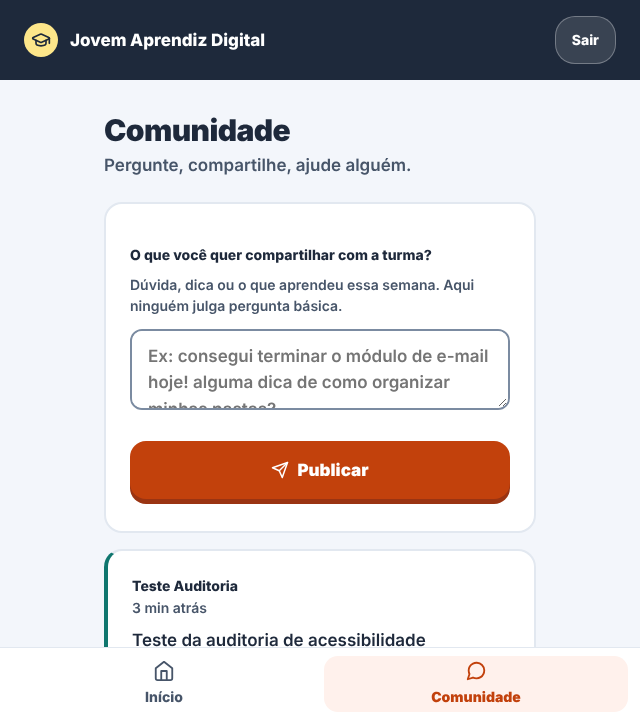 Jovem Aprendiz Digital
Sair
Comunidade
Pergunte, compartilhe, ajude alguém.
O que você quer compartilhar com a turma?
Dúvida, dica ou o que aprendeu essa semana. Aqui
ninguém julga pergunta básica.
Ex: consegui terminar o módulo de e-mail
hoje! alguma dica de como organizar
minhas pastas?
Publicar
Teste Auditoria
3 min atrás
Teste da auditoria de acessibilidade
Início
Comunidade